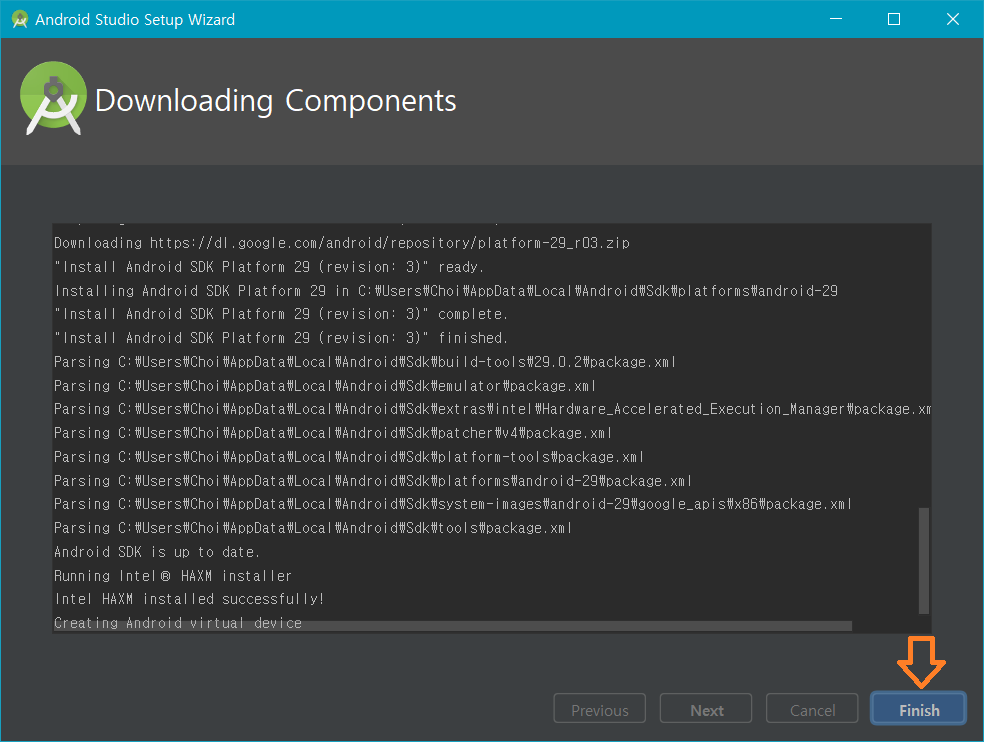 Android Studio Setup Wizard
Downloading Components
Downloading https://dl.google.com/android/repository/platform-29_r03.zip
"Install Android SDK Platform 29 (revision: 3)" ready.
Installing Android SDK Platform 29 in C:₩Users₩Choi₩AppData₩Local₩Android₩Sdk₩platforms₩android-29
"Install Android SDK Platform 29 (revision: 3)" complete.
"Install Android SDK Platform 29 (revision: 3)" finished.
Parsing C:₩Users₩Choi₩AppData₩Local₩Android₩Sdk₩build-tools₩29.0.2₩package.xml
Parsing C:₩Users₩Choi₩AppData₩Local₩Android₩Sdk₩emulator₩package.xml
Parsing C:₩Users₩Choi₩AppData₩Local₩Android₩Sdk₩extras₩intel₩Hardware_Accelerated_Execution_Manager₩package.xm
Parsing C:₩Users₩Choi₩AppData₩Local₩Android₩Sdk₩patcher₩v4₩package.xml
Parsing C:₩Users₩Choi₩AppData₩Local₩Android₩Sdk₩platform-tools₩package.xml
Parsing C:₩Users₩Choi₩AppData₩Local₩Android₩Sdk₩platforms₩android-29₩package.xml
Parsing C:₩Users₩Choi₩AppData₩Local₩Android₩Sdk₩system-images₩android-29₩google_apis₩x86₩package.xml
Parsing C:₩Users₩Choi₩AppData₩Local₩Android₩Sdk₩tools₩package.xml
Android SDK is up to date.
Running Intel® HAXM installer
Intel HAXM installed successfully!
Creating Android virtual device
Previous Next Cancel Finish